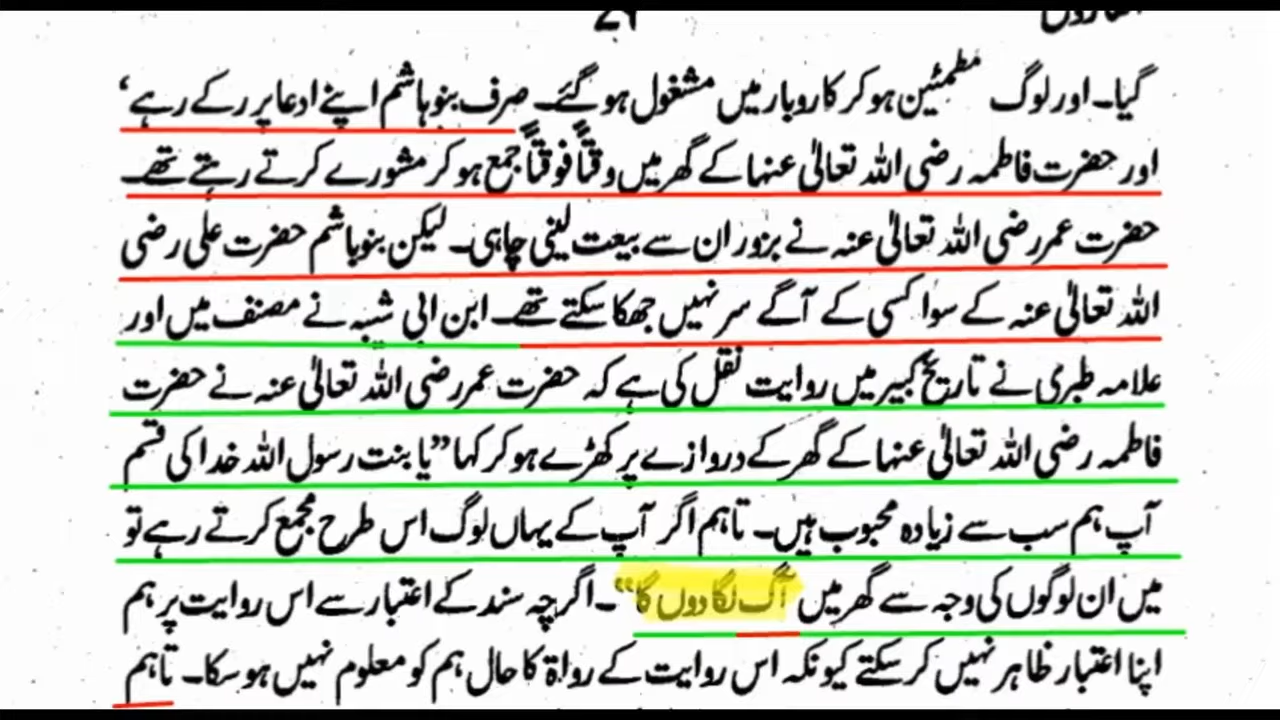 گیا۔ اور لوگ مطمئین ہو کر کاروبار میں مشغول ہو گئے۔ صرف بنو ہاشم اپنے ادعا پر رکے رہے،
اور حضرت فاطمہ رضی اللہ تعالیٰ عنہا کے گھر میں وقتاً فوقتاً جمع ہو کر مشورے کرتے رہتے تھے۔
حضرت عمر رضی اللہ تعالیٰ عنہ نے بزور ان سے بیعت لینی چاہی۔ لیکن بنو ہاشم حضرت علی رضی
اللہ تعالیٰ عنہ کے سوا کسی کے آگے سر نہیں جھکا سکتے تھے۔ ابن ابی شیبہ نے مصنف میں اور
علامہ طبری نے تاریخ کبیر میں روایت نقل کی ہے کہ حضرت عمر رضی اللہ تعالیٰ عنہ نے حضرت
فاطمہ رضی اللہ تعالیٰ عنہا کے گھر کے دروازے پر کھڑے ہو کر کہا ”یا بنت رسول اللہ خدا کی قسم
آپ ہم سب سے زیادہ محبوب ہیں۔ تاہم اگر آپ کے یہاں لوگ اس طرح مجمع کرتے رہے تو
میں ان لوگوں کی وجہ سے گھر میں آگ لگا دوں گا“۔ اگرچہ سند کے اعتبار سے اس روایت پر ہم
اپنا اعتبار ظاہر نہیں کر سکتے کیونکہ اس روایت کے رواۃ کا حال ہم کو معلوم نہیں ہو سکا۔ تاہم